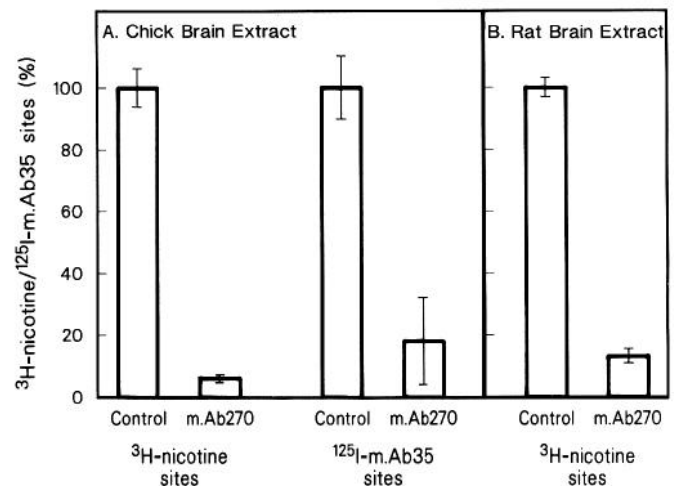 A. Chick Brain Extract
B. Rat Brain Extract
³H-nicotine/¹²⁵I-m.Ab35 sites (%)
100
80
60
40
20
0
Control m.Ab270 Control m.Ab270 Control m.Ab270
³H-nicotine ¹²⁵I-m.Ab35 ³H-nicotine
sites sites sites